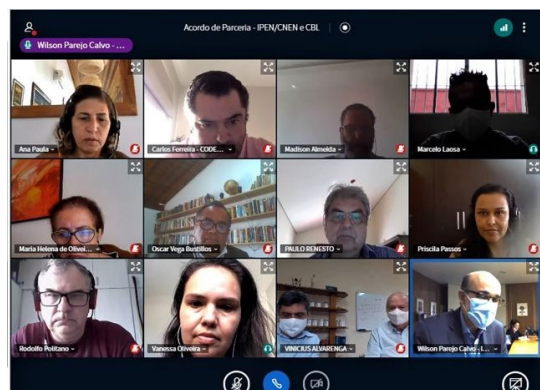 Acordo de Parceria - IPEN/CNEN e CBL
Wilson Parejo Calvo - ...
Ana Paula
Carlos Ferreira - CODE...
Madison Almeida
Marcelo Laosa
Maria Helena de Olivei...
Oscar Vega Bustillos
PAULO RENESTO
Priscila Passos
Rodolfo Politano
Vanessa Oliveira
VINICIUS ALVARENGA
Wilson Parejo Calvo - I...